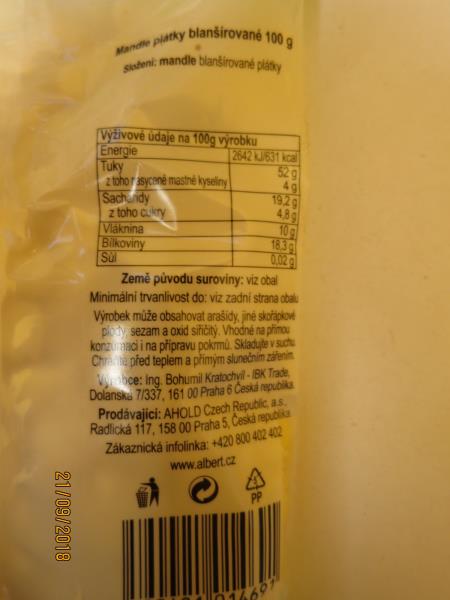 Mandle plátky blanšírované 100 g
Složení: mandle blanšírované plátky
Výživové údaje na 100g výrobku
Energie 2642 kJ/631 kcal
Tuky 52 g
z toho nasycené mastné kyseliny 4 g
Sacharidy 19,2 g
z toho cukry 4,8 g
Vláknina 10 g
Bílkoviny 18,3 g
Sůl 0,02 g
Země původu suroviny: viz obal
Minimální trvanlivost do: viz zadní strana obalu
Výrobek může obsahovat arašídy, jiné skořápkové
plody, sezam a oxid siřičitý. Vhodné na přímou
konzumaci i na přípravu pokrmů. Skladujte v suchu.
Chraňte před teplem a přímým slunečním zářením.
Výrobce: Ing. Bohumil Kratochvíl - IBK Trade,
Dolanská 7/337, 161 00 Praha 6 Česká republika.
Prodávající: AHOLD Czech Republic, a.s.,
Radlická 117, 158 00 Praha 5, Česká republika
Zákaznická infolinka: +420 800 402 402
www.albert.cz
5
PP
21/09/2018